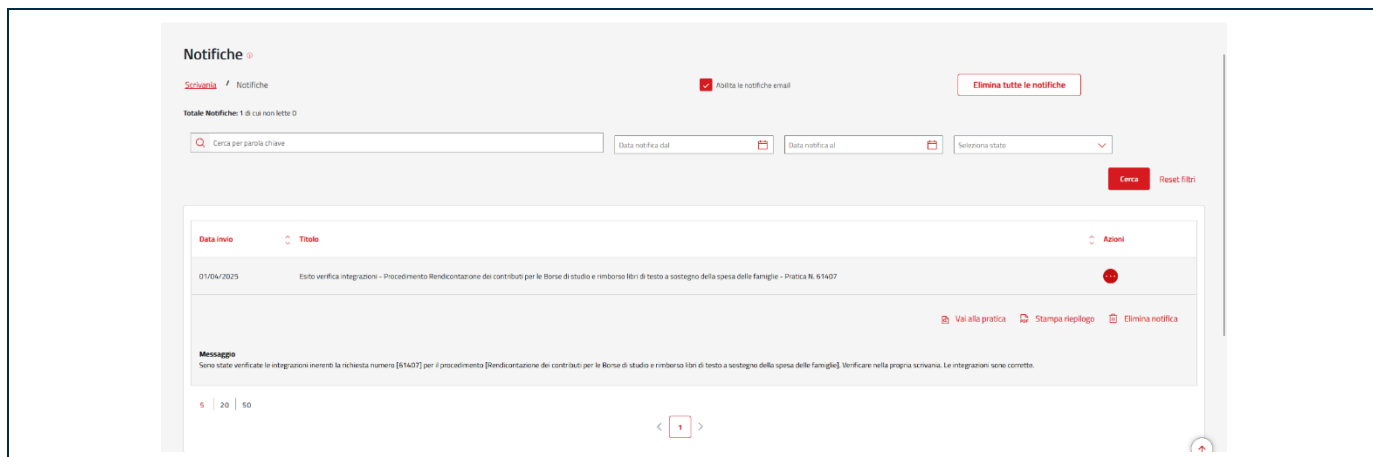 Notifiche
Scrivania / Notifiche
Abilita le notifiche email
Elimina tutte le notifiche
Totale Notifiche: 1 di cui non lette 0
Cerca per parola chiave
Data notifica dal
Data notifica al
Seleziona stato
Cerca
Reset filtri
Data invio
Titolo
Azioni
01/04/2025
Esito verifica integrazioni - Procedimento Rendicontazione dei contributi per le Borse di studio e rimborso libri di testo a sostegno della spesa delle famiglie - Pratica N. 61407
Vai alla pratica
Stampa riepilogo
Elimina notifica
Messaggio
Sono state verificate le integrazioni inerenti la richiesta numero [61407] per il procedimento [Rendicontazione dei contributi per le Borse di studio e rimborso libri di testo a sostegno della spesa delle famiglie]. Verificare nella propria scrivania. Le integrazioni sono corrette.
5 | 20 | 50
< 1 >